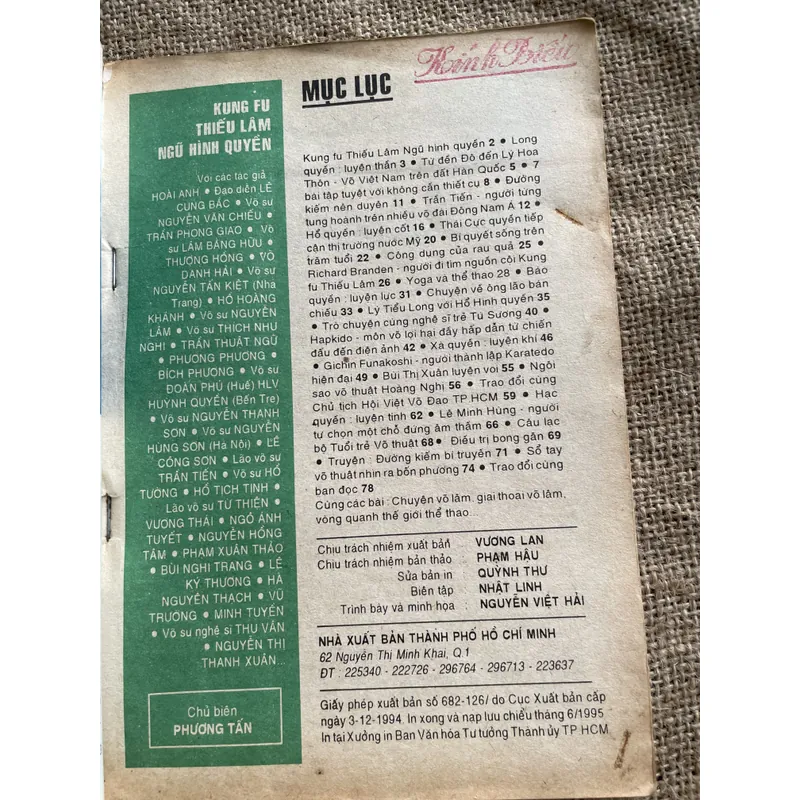 KUNG FU
THIẾU LÂM
NGŨ HÌNH QUYỀN
Với các tác giả
HOÀI ANH • Đạo diễn LÊ
CUNG BẮC • Võ sư
NGUYỄN VĂN CHIẾU •
TRẦN PHONG GIAO • Võ
sư LÂM BẢNG HỮU •
THƯỢNG HỒNG • VÕ
DANH HẢI • Võ sư
NGUYỄN TẤN KIỆT (Nha
Trang) • HỒ HOÀNG
KHÁNH • Võ sư NGUYỄN
LÂM • Võ sư THÍCH NHU
NGHI • TRẦN THUẬT NGỮ
• PHƯƠNG PHƯƠNG •
BÍCH PHƯƠNG • Võ sư
ĐOÀN PHÚ (Huế) HLV
HUỲNH QUYỀN (Bến Tre)
• Võ sư NGUYỄN THANH
SƠN • Võ sư NGUYỄN
HÙNG SƠN (Hà Nội) • LÊ
CÔNG SƠN • Lão võ sư
TRẦN TIẾN • Võ sư HỒ
TƯỜNG • HỒ TỊCH TỊNH •
Lão võ sư TỪ THIỆN •
VƯƠNG THÁI • NGÔ ÁNH
TUYẾT • NGUYỄN HỒNG
TÂM • PHẠM XUÂN THẢO
• BÙI NGHI TRANG • LÊ
KỲ THƯƠNG • HÀ
NGUYÊN THẠCH • VŨ
TRƯỜNG • MINH TUYỀN
• Võ sư nghệ sĩ THU VÂN
• NGUYỄN THỊ
THANH XUÂN...
Chủ biên
PHƯƠNG TẤN
Kính Biếu
MỤC LỤC
Kung fu Thiếu Lâm Ngũ hình quyền 2 • Long
quyền : luyện thần 3 • Từ đền Đô đến Lý Hoa
Thôn - Võ Việt Nam trên đất Hàn Quốc 5 • 7
bài tập tuyệt vời không cần thiết cụ 8 • Đường
kiếm nên duyên 11 • Trần Tiến - người từng
tung hoành trên nhiều võ đài Đông Nam Á 12 •
Hổ quyền : luyện cốt 16 • Thái Cực quyền tiếp
cận thị trường nước Mỹ 20 • Bí quyết sống trên
trăm tuổi 22 • Công dụng của rau quả 25 •
Richard Branden - người đi tìm nguồn cội Kung
fu Thiếu Lâm 26 • Yoga và thể thao 28 • Báo
quyền : luyện lực 31 • Chuyện về ông lão bán
chiếu 33 • Lý Tiểu Long với Hổ Hình quyền 35
• Trò chuyện cùng nghệ sĩ trẻ Tú Sương 40 •
Hapkido - môn võ lợi hại đầy hấp dẫn từ chiến
đấu đến điện ảnh 42 • Xà quyền : luyện khí 46
• Gichin Funakoshi - người thành lập Karatedo
hiện đại 49 • Bùi Thị Xuân luyện voi 55 • Ngôi
sao võ thuật Hoàng Nghị 56 • Trao đổi cùng
Chủ tịch Hội Việt Võ Đạo TP HCM 59 • Hạc
quyền : luyện tinh 62 • Lê Minh Hùng - người
tự chọn một chỗ đứng âm thầm 66 • Câu lạc
bộ Tuổi trẻ Võ thuật 68 • Điều trị bong gân 69
• Truyện : Đường kiếm bí truyền 71 • Sổ tay
võ thuật nhìn ra bốn phương 74 • Trao đổi cùng
bạn đọc 78
Cùng các bài : Chuyện võ lâm, giai thoại võ lâm,
vòng quanh thế giới thể thao...
Chịu trách nhiệm xuất bản : VƯƠNG LAN
Chịu trách nhiệm bản thảo : PHẠM HẬU
Sửa bản in : QUỲNH THƯ
Biên tập : NHẬT LINH
Trình bày và minh họa : NGUYỄN VIỆT HẢI
NHÀ XUẤT BẢN THÀNH PHỐ HỒ CHÍ MINH
62 Nguyễn Thị Minh Khai, Q.1
ĐT : 225340 - 222726 - 296764 - 296713 - 223637
Giấy phép xuất bản số 682-126/ do Cục Xuất bản cấp
ngày 3-12-1994. In xong và nạp lưu chiểu tháng 6/1995
In tại Xưởng in Ban Văn hóa Tư tưởng Thành ủy TP HCM